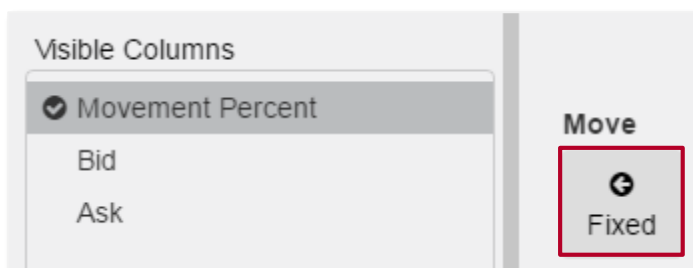 Visible Columns
Movement Percent
Bid
Ask
Move
Fixed